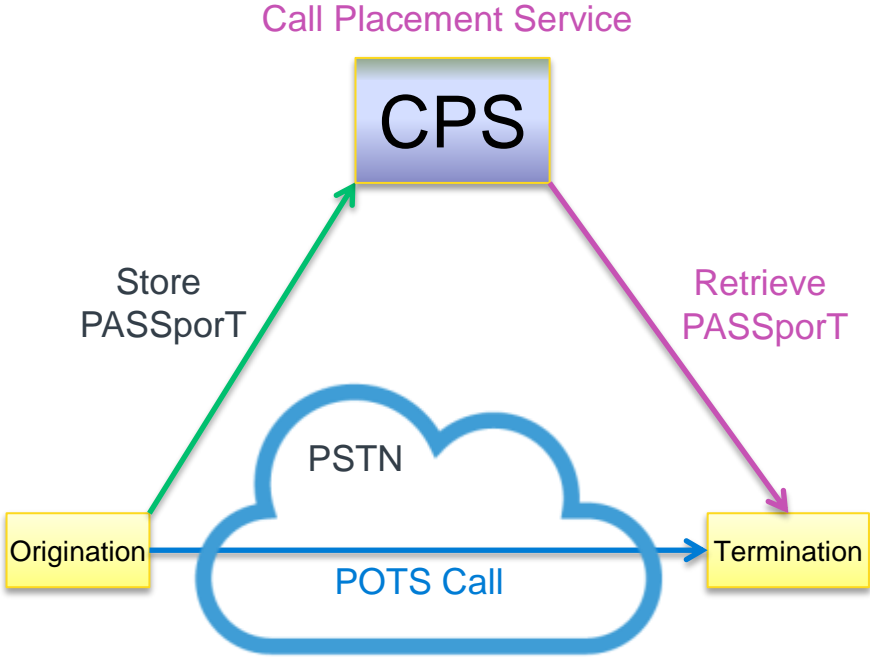 Call Placement Service
CPS
Store
PASSporT
Retrieve
PASSporT
PSTN
Origination
Termination
POTS Call